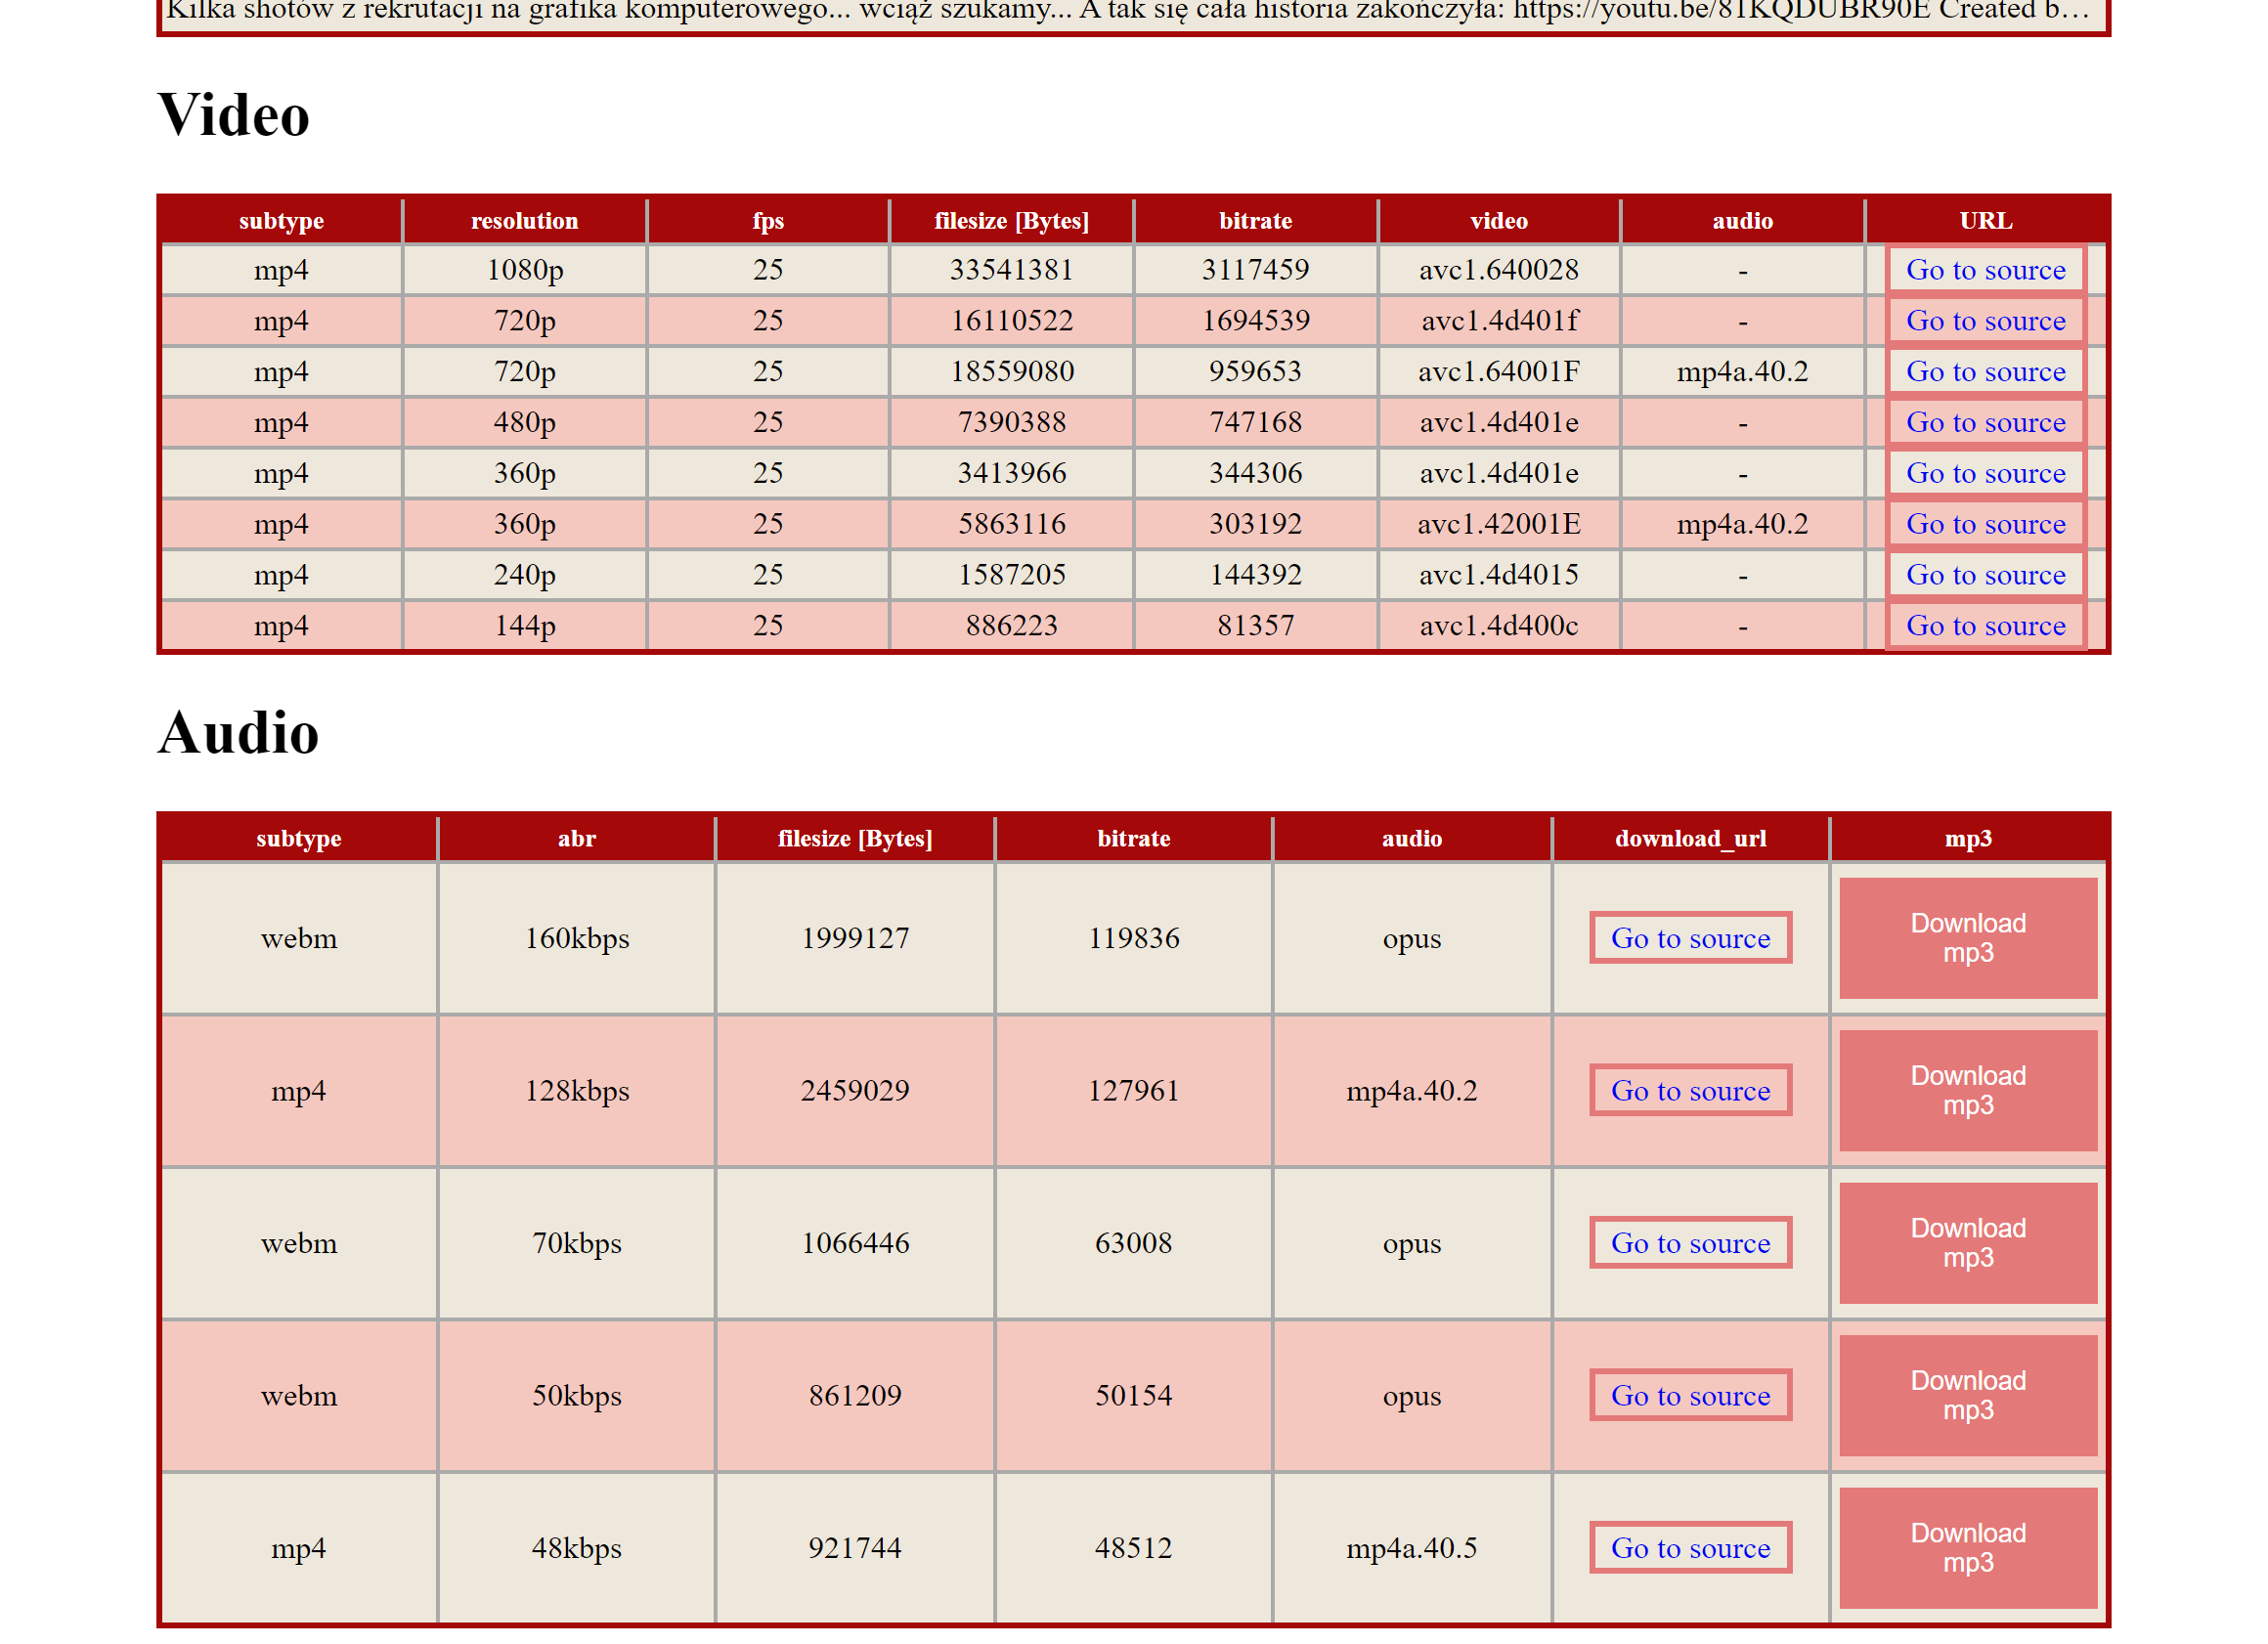 Kilka shotów z rekrutacji na grafika komputerowego... wciąż szukamy... A tak się cała historia zakończyła: https://youtu.be/81KQDUBR90E Created b…
Video
subtype resolution fps filesize [Bytes] bitrate video audio URL
mp4 1080p 25 33541381 3117459 avc1.640028 - Go to source
mp4 720p 25 16110522 1694539 avc1.4d401f - Go to source
mp4 720p 25 18559080 959653 avc1.64001F mp4a.40.2 Go to source
mp4 480p 25 7390388 747168 avc1.4d401e - Go to source
mp4 360p 25 3413966 344306 avc1.4d401e - Go to source
mp4 360p 25 5863116 303192 avc1.42001E mp4a.40.2 Go to source
mp4 240p 25 1587205 144392 avc1.4d4015 - Go to source
mp4 144p 25 886223 81357 avc1.4d400c - Go to source
Audio
subtype abr filesize [Bytes] bitrate audio download_url mp3
webm 160kbps 1999127 119836 opus Go to source Download mp3
mp4 128kbps 2459029 127961 mp4a.40.2 Go to source Download mp3
webm 70kbps 1066446 63008 opus Go to source Download mp3
webm 50kbps 861209 50154 opus Go to source Download mp3
mp4 48kbps 921744 48512 mp4a.40.5 Go to source Download mp3